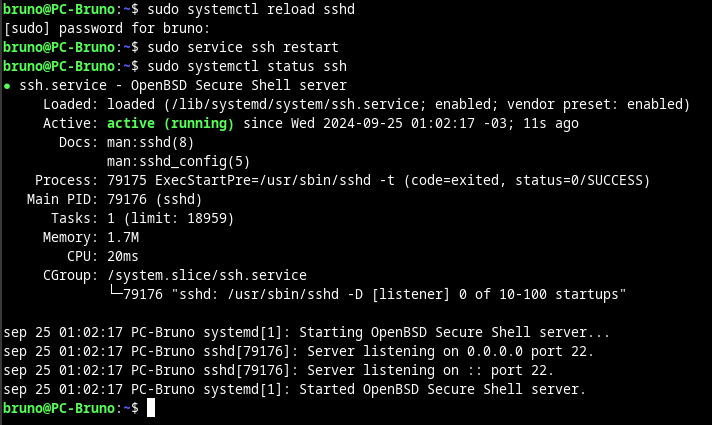 bruno@PC-Bruno:~$ sudo systemctl reload sshd
[sudo] password for bruno:
bruno@PC-Bruno:~$ sudo service ssh restart
bruno@PC-Bruno:~$ sudo systemctl status ssh
● ssh.service - OpenBSD Secure Shell server
     Loaded: loaded (/lib/systemd/system/ssh.service; enabled; vendor preset: enabled)
     Active: active (running) since Wed 2024-09-25 01:02:17 -03; 11s ago
       Docs: man:sshd(8)
             man:sshd_config(5)
    Process: 79175 ExecStartPre=/usr/sbin/sshd -t (code=exited, status=0/SUCCESS)
   Main PID: 79176 (sshd)
      Tasks: 1 (limit: 18959)
     Memory: 1.7M
        CPU: 20ms
     CGroup: /system.slice/ssh.service
             └─79176 "sshd: /usr/sbin/sshd -D [listener] 0 of 10-100 startups"

sep 25 01:02:17 PC-Bruno systemd[1]: Starting OpenBSD Secure Shell server...
sep 25 01:02:17 PC-Bruno sshd[79176]: Server listening on 0.0.0.0 port 22.
sep 25 01:02:17 PC-Bruno sshd[79176]: Server listening on :: port 22.
sep 25 01:02:17 PC-Bruno systemd[1]: Started OpenBSD Secure Shell server.
bruno@PC-Bruno:~$